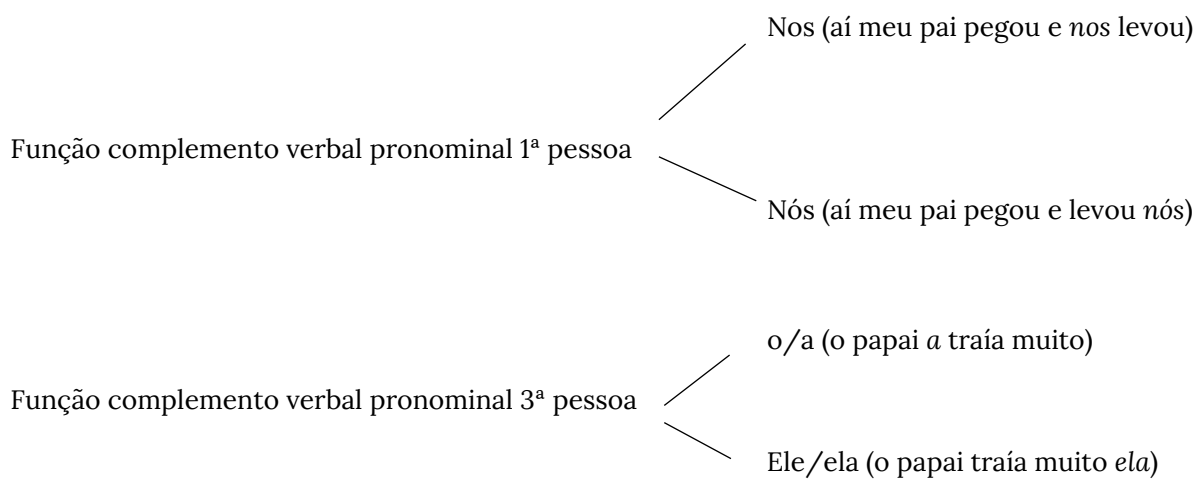 Nos (aí meu pai pegou e nos levou)
Função complemento verbal pronominal 1ª pessoa
Nós (aí meu pai pegou e levou nós)
o/a (o papai a traía muito)
Função complemento verbal pronominal 3ª pessoa
Ele/ela (o papai traía muito ela)